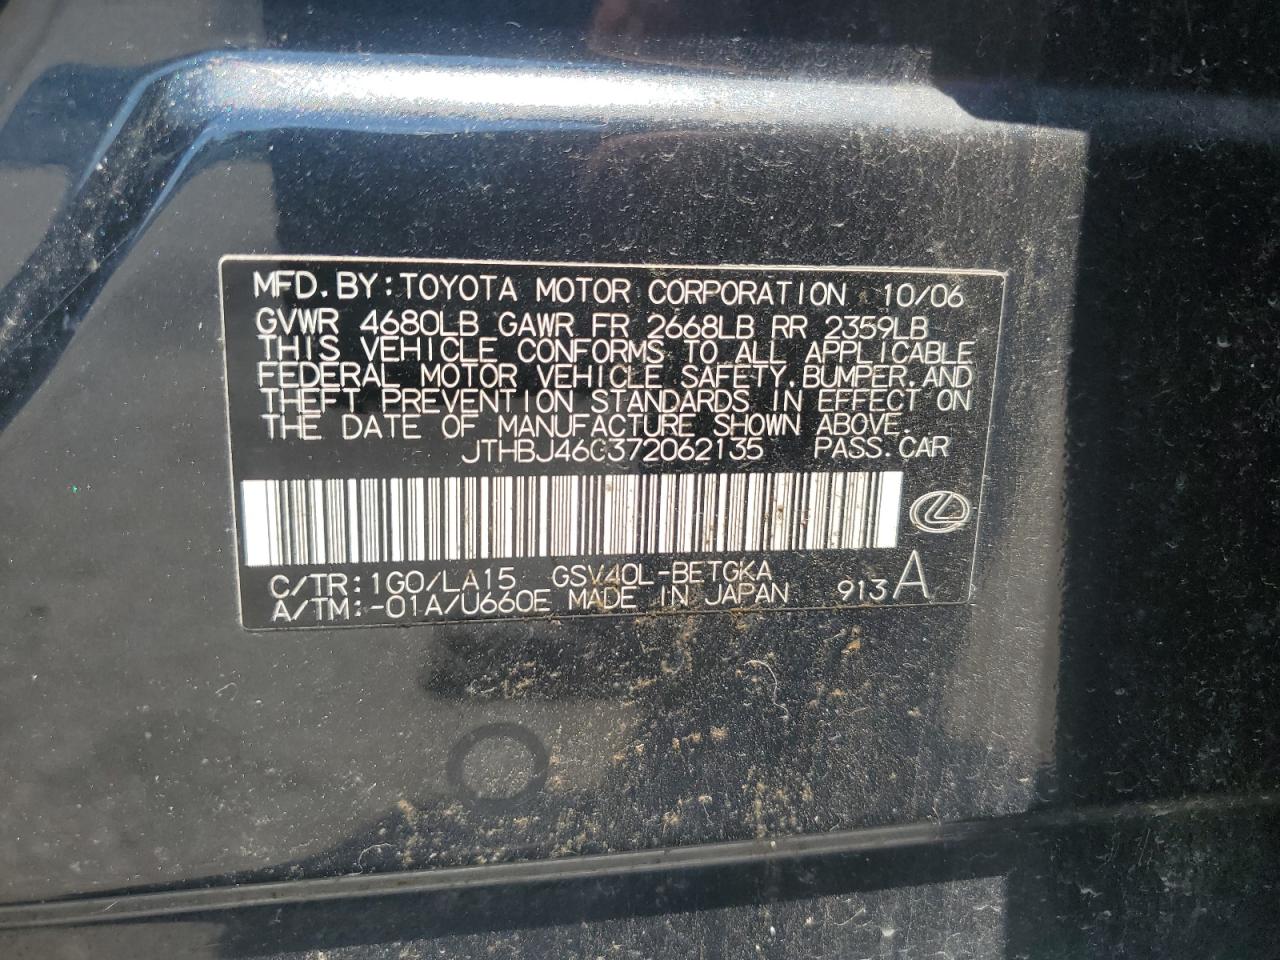 MFD.BY:TOYOTA MOTOR CORPORATION 10/06
GVWR 4680LB GAWR FR 2668LB RR 2359LB
THIS VEHICLE CONFORMS TO ALL APPLICABLE
FEDERAL MOTOR VEHICLE SAFETY,BUMPER,AND
THEFT PREVENTION STANDARDS IN EFFECT ON
THE DATE OF MANUFACTURE SHOWN ABOVE.
JTHBJ46G372062135 PASS.CAR
C/TR:1G0/LA15 GSV40L-BETGKA
A/TM:-01A/U660E MADE IN JAPAN 913 A